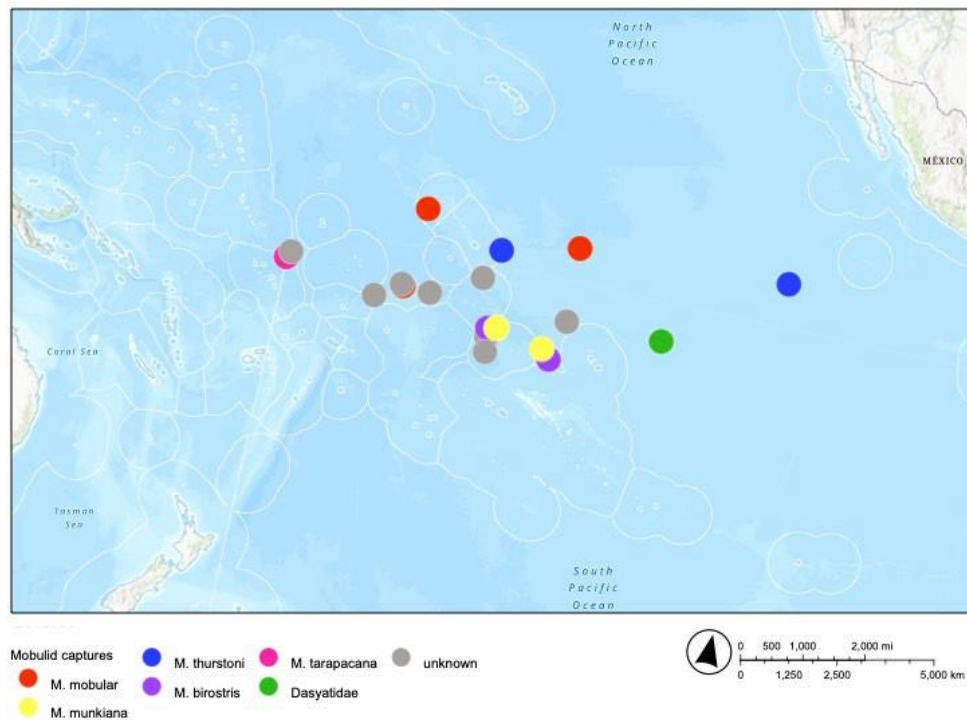 North
Pacific
Ocean
MÉXICO
Coral Sea
Tasman
Sea
South
Pacific
Ocean
Mobulid captures
M. mobular
M. munkiana
M. thurstoni
M. birostris
M. tarapacana
Dasyatidae
unknown
0 500 1,000 2,000 mi
0 1,250 2,500 5,000 km